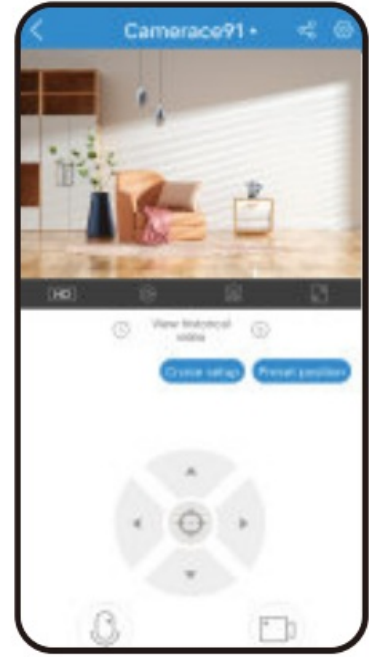 Camerace91
HD
View historical
video
Cruise setup
Preset position